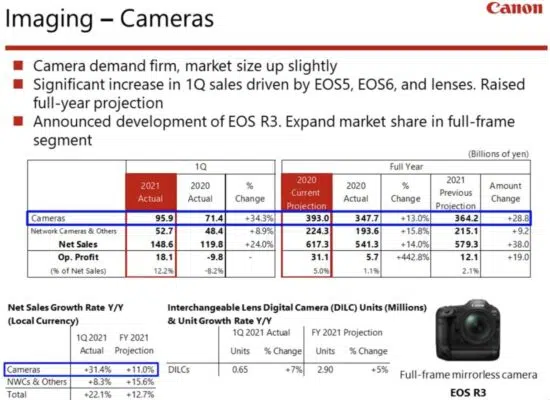 Imaging – Cameras
Canon
Camera demand firm, market size up slightly
Significant increase in 1Q sales driven by EOS5, EOS6, and lenses. Raised
full-year projection
Announced development of EOS R3. Expand market share in full-frame
segment
(Billions of yen)
1Q Full Year
2021 Actual 2020 Actual % Change 2020 Current Projection 2020 Actual % Change 2021 Previous Projection Amount Change
Cameras 95.9 71.4 +34.3% 393.0 347.7 +13.0% 364.2 +28.8
Network Cameras & Others 52.7 48.4 +8.9% 224.3 193.6 +15.8% 215.1 +9.2
Net Sales 148.6 119.8 +24.0% 617.3 541.3 +14.0% 579.3 +38.0
Op. Profit 18.1 -9.8 - 31.1 5.7 +442.8% 12.1 +19.0
(% of Net Sales) 12.2% -8.2% 5.0% 1.1% 2.1%
Net Sales Growth Rate Y/Y
(Local Currency)
1Q 2021 Actual FY 2021 Projection
Cameras +31.4% +11.0%
NWCs & Others +8.3% +15.6%
Total +22.1% +12.7%
Interchangeable Lens Digital Camera (DILC) Units (Millions)
& Unit Growth Rate Y/Y
1Q 2021 Actual FY 2021 Projection
Units % Change Units % Change
DILCs 0.65 +7% 2.90 +5%
Full-frame mirrorless camera
EOS R3